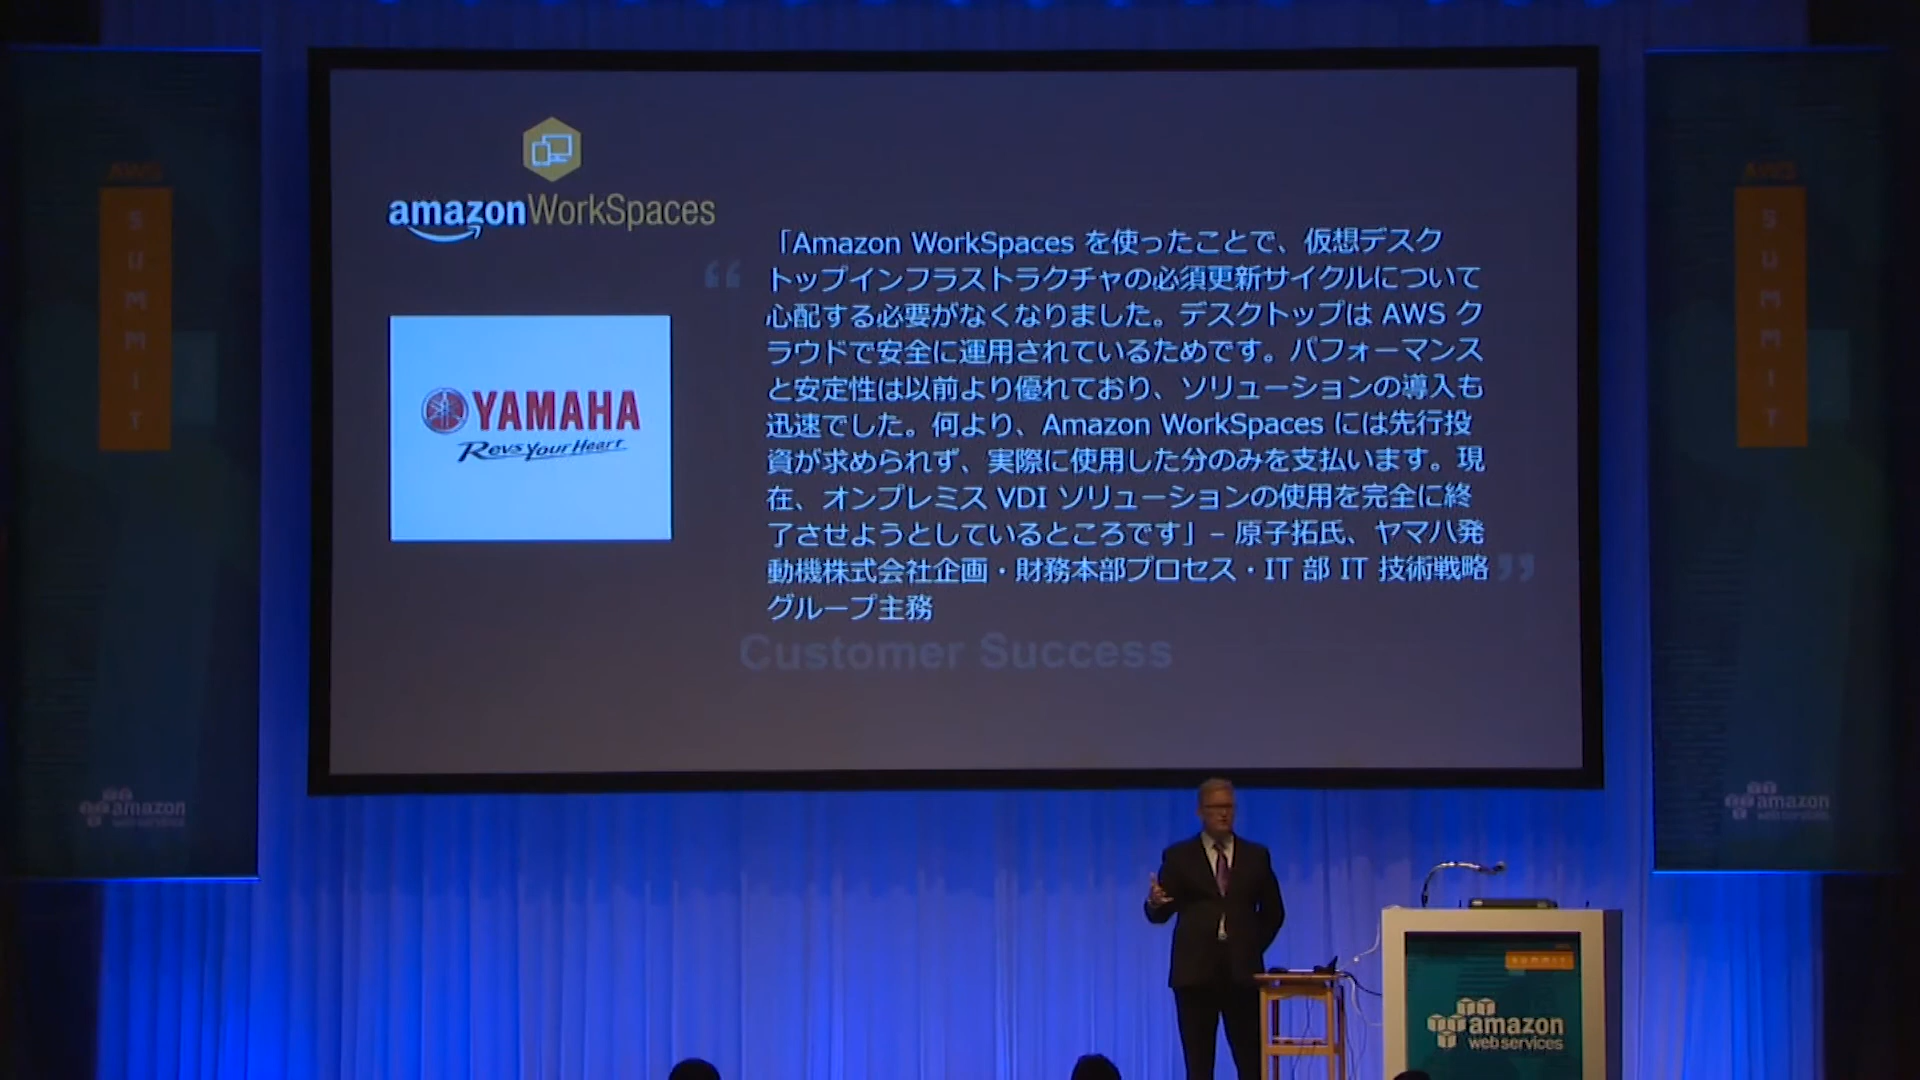 AWS
SUMMIT
amazon
web services
amazon WorkSpaces
YAMAHA
Revs Your Heart
“
「Amazon WorkSpaces を使ったことで、仮想デスク
トップインフラストラクチャの必須更新サイクルについて
心配する必要がなくなりました。デスクトップは AWS ク
ラウドで安全に運用されているためです。パフォーマンス
と安定性は以前より優れており、ソリューションの導入も
迅速でした。何より、Amazon WorkSpaces には先行投
資が求められず、実際に使用した分のみを支払います。現
在、オンプレミス VDI ソリューションの使用を完全に終
了させようとしているところです」– 原子拓氏、ヤマハ発
動機株式会社企画・財務本部プロセス・IT 部 IT 技術戦略
グループ主務
”
Customer Success
AWS
SUMMIT
amazon
web services
SUMMIT
amazon
web services